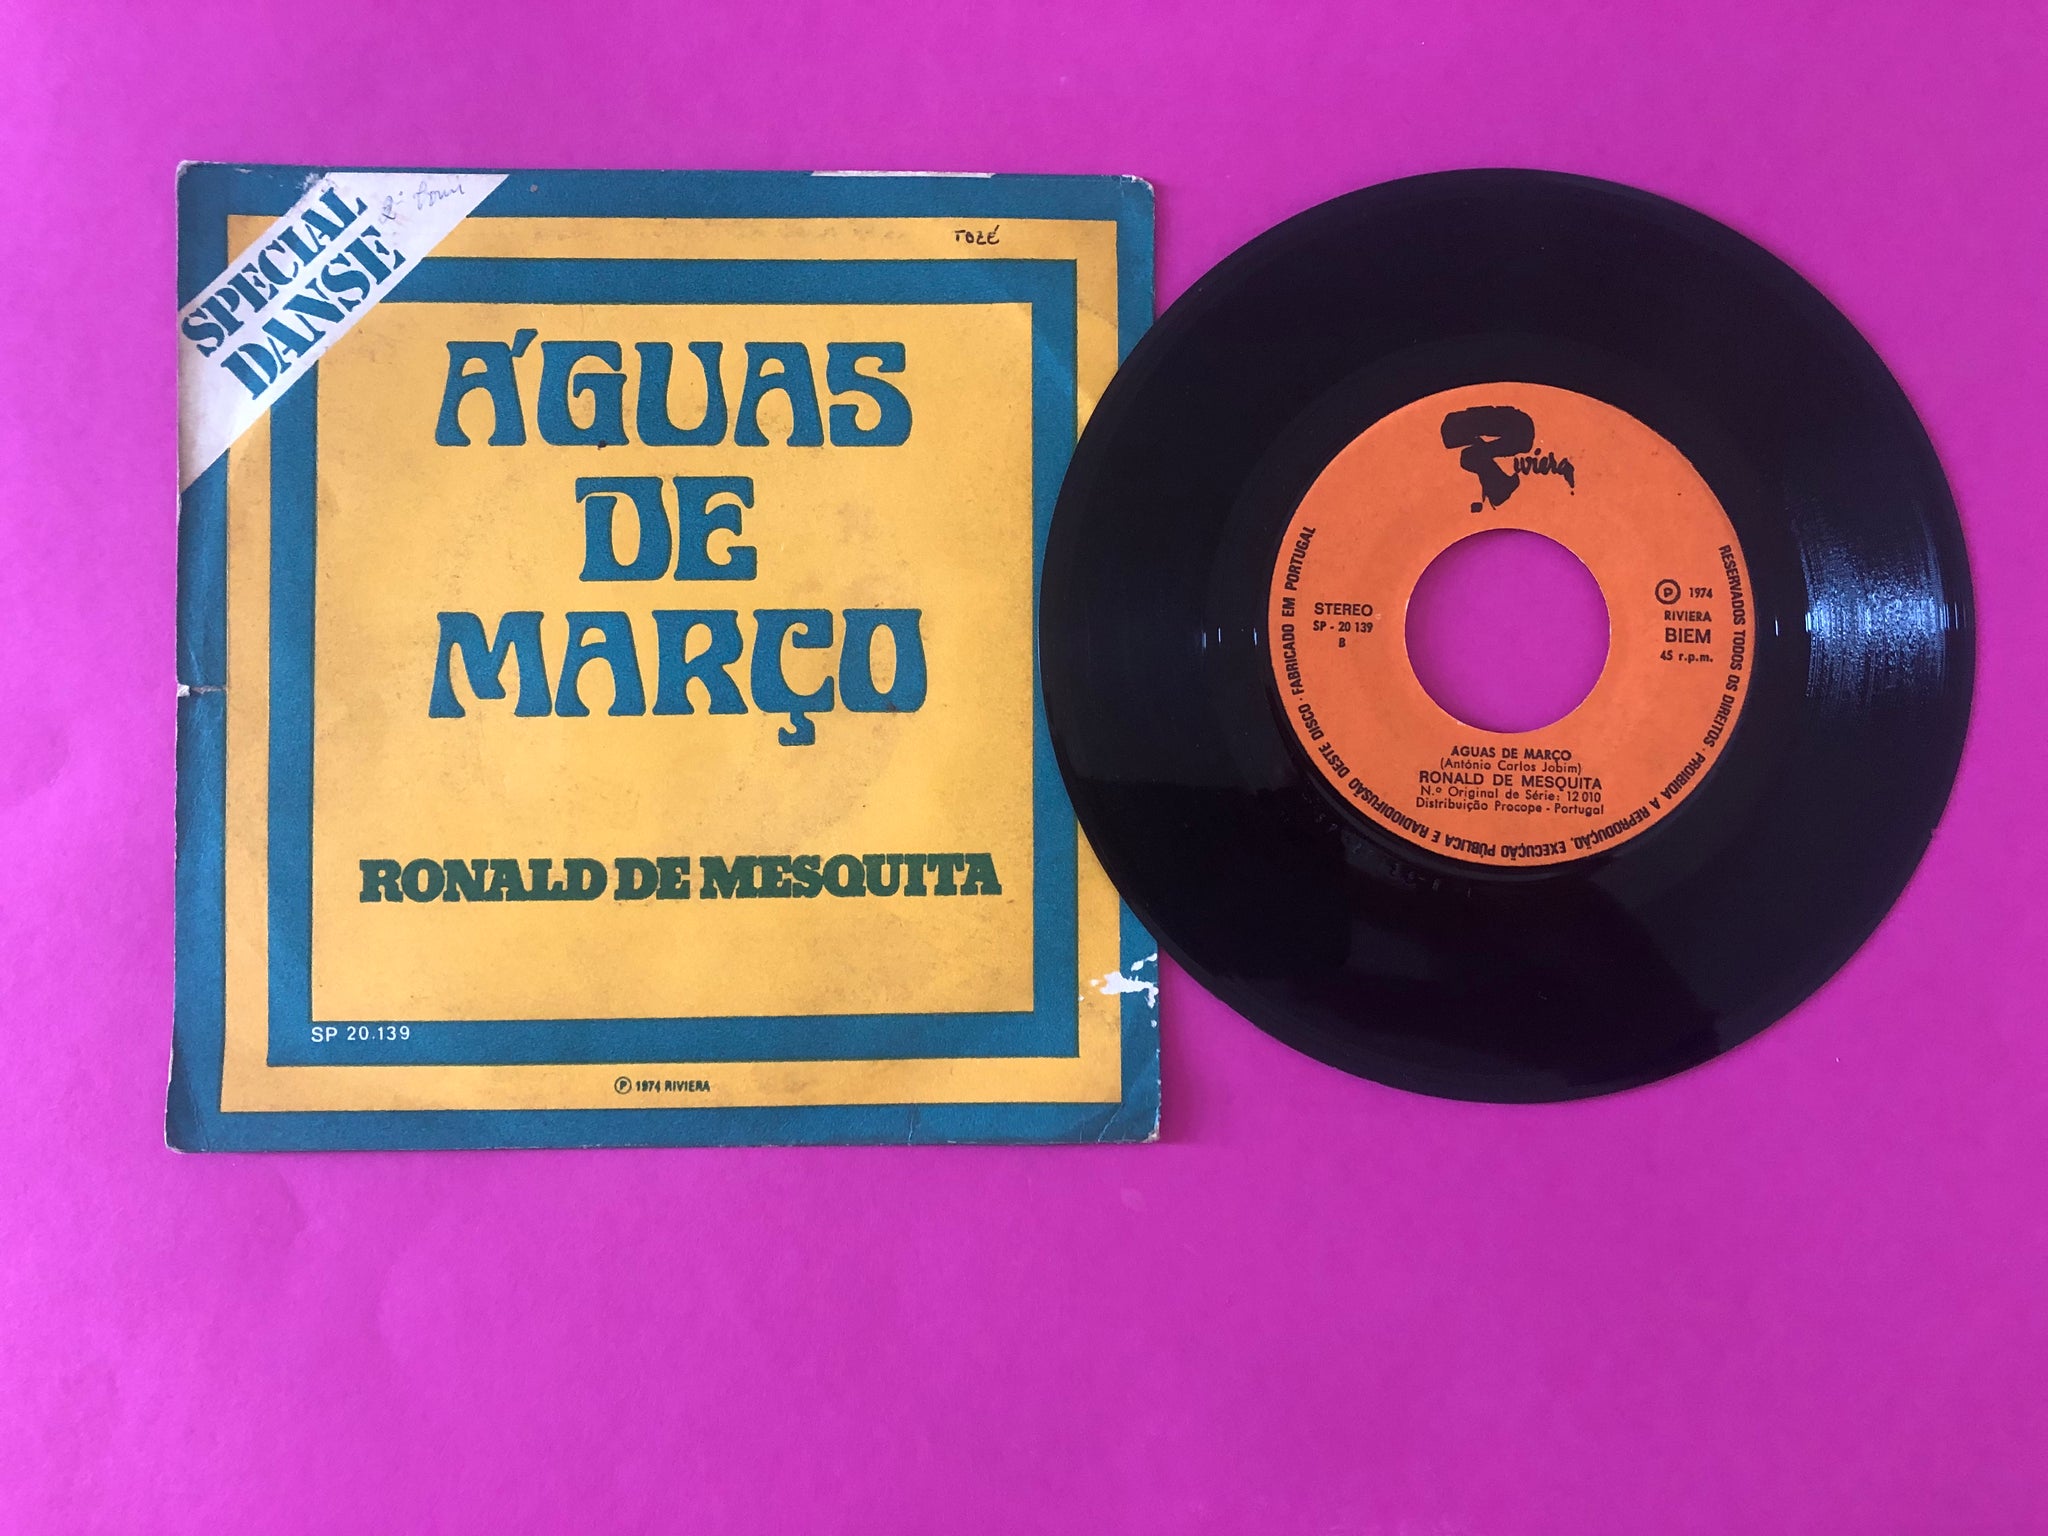 SPECIAL
DANSE
TOZÉ
ÁGUAS
DE
MARÇO
RONALD DE MESQUITA
SP 20.139
Ⓟ 1974 RIVIERA
Riviera
FABRICADO EM PORTUGAL
RESERVADOS TODOS OS DIREITOS · PROIBIDA A REPRODUÇÃO, EXECUÇÃO PÚBLICA E RADIODIFUSÃO DESTE DISCO ·
STEREO
SP - 20 139
B
Ⓟ 1974
RIVIERA
BIEM
45 r.p.m.
AGUAS DE MARÇO
(António Carlos Jobim)
RONALD DE MESQUITA
N.º Original de Série: 12 010
Distribuição Procope - Portugal